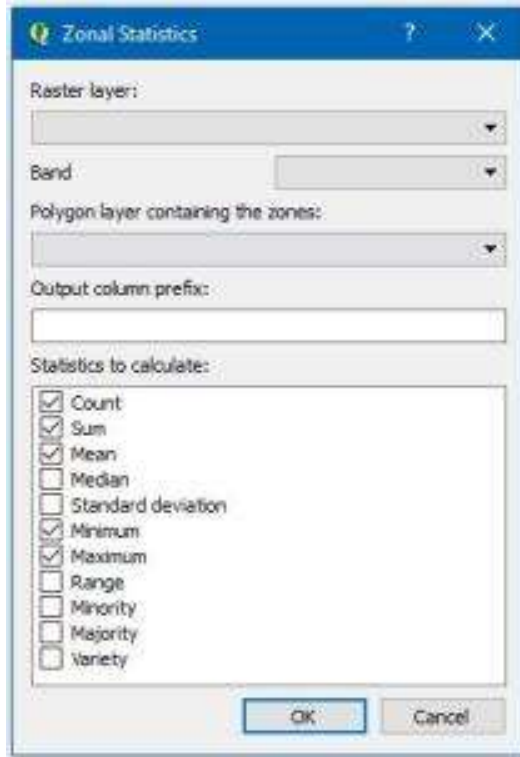 Zonal Statistics ?
Raster layer:
Band
Polygon layer containing the zones:
Output column prefix:
Statistics to calculate:
Count
Sum
Mean
Median
Standard deviation
Minimum
Maximum
Range
Minority
Majority
Variety
OK Cancel